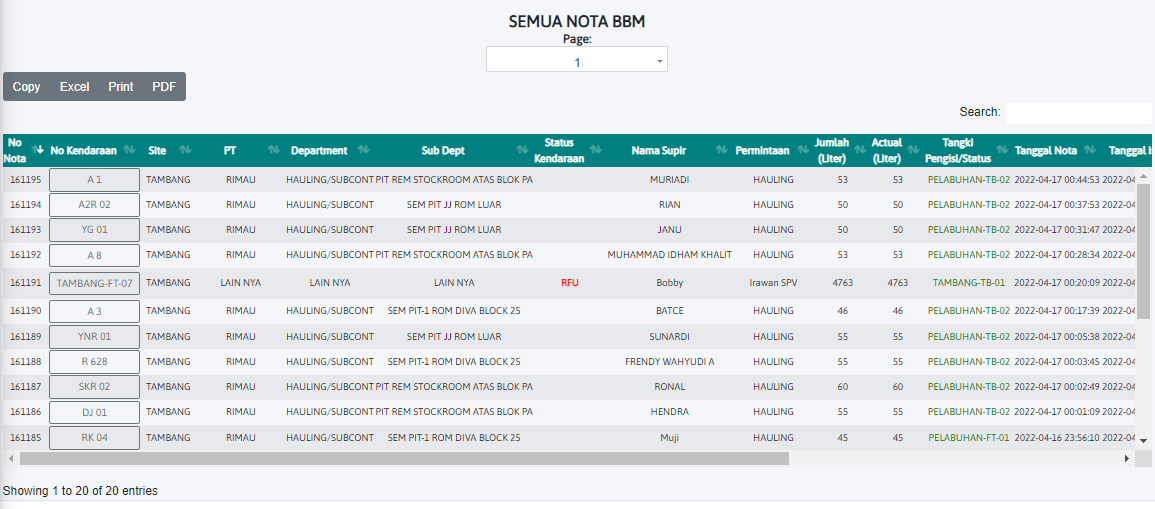 SEMUA NOTA BBM
Page:
1
Copy Excel Print PDF
Search:
No Nota No Kendaraan Site PT Department Sub Dept Status Kendaraan Nama Supir Permintaan Jumlah (Liter) Actual (Liter) Tangki Pengisi/Status Tanggal Nota Tanggal
161195 A 1 TAMBANG RIMAU HAULING/SUBCONT PIT REM STOCKROOM ATAS BLOK PA MURIADI HAULING 53 53 PELABUHAN-TB-02 2022-04-17 00:44:53 2022-04
161194 A2R 02 TAMBANG RIMAU HAULING/SUBCONT SEM PIT JJ ROM LUAR RIAN HAULING 50 50 PELABUHAN-TB-02 2022-04-17 00:37:53 2022-04
161193 YG 01 TAMBANG RIMAU HAULING/SUBCONT SEM PIT JJ ROM LUAR JANU HAULING 50 50 PELABUHAN-TB-02 2022-04-17 00:31:47 2022-04
161192 A 8 TAMBANG RIMAU HAULING/SUBCONT PIT REM STOCKROOM ATAS BLOK PA MUHAMMAD IDHAM KHALIT HAULING 53 53 PELABUHAN-TB-02 2022-04-17 00:28:34 2022-04
161191 TAMBANG-FT-07 TAMBANG LAIN NYA LAIN NYA LAIN NYA RFU Bobby Irawan SPV 4763 4763 TAMBANG-TB-01 2022-04-17 00:20:09 2022-04
161190 A 3 TAMBANG RIMAU HAULING/SUBCONT SEM PIT-1 ROM DIVA BLOCK 25 BATCE HAULING 46 46 PELABUHAN-TB-02 2022-04-17 00:17:39 2022-04
161189 YNR 01 TAMBANG RIMAU HAULING/SUBCONT SEM PIT JJ ROM LUAR SUNARDI HAULING 55 55 PELABUHAN-TB-02 2022-04-17 00:05:38 2022-04
161188 R 628 TAMBANG RIMAU HAULING/SUBCONT SEM PIT-1 ROM DIVA BLOCK 25 FRENDY WAHYUDI A HAULING 55 55 PELABUHAN-TB-02 2022-04-17 00:03:45 2022-04
161187 SKR 02 TAMBANG RIMAU HAULING/SUBCONT PIT REM STOCKROOM ATAS BLOK PA RONAL HAULING 60 60 PELABUHAN-TB-02 2022-04-17 00:02:49 2022-04
161186 DJ 01 TAMBANG RIMAU HAULING/SUBCONT PIT REM STOCKROOM ATAS BLOK PA HENDRA HAULING 55 55 PELABUHAN-TB-02 2022-04-17 00:01:09 2022-04
161185 RK 04 TAMBANG RIMAU HAULING/SUBCONT SEM PIT-1 ROM DIVA BLOCK 25 Muji HAULING 45 45 PELABUHAN-FT-01 2022-04-16 23:56:10 2022-04
Showing 1 to 20 of 20 entries